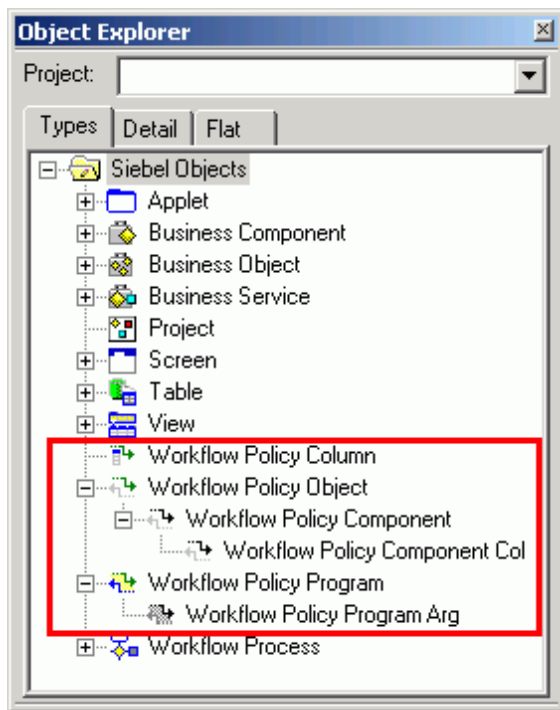 Object Explorer
Project:
Types Detail Flat
Siebel Objects
Applet
Business Component
Business Object
Business Service
Project
Screen
Table
View
Workflow Policy Column
Workflow Policy Object
Workflow Policy Component
Workflow Policy Component Col
Workflow Policy Program
Workflow Policy Program Arg
Workflow Process